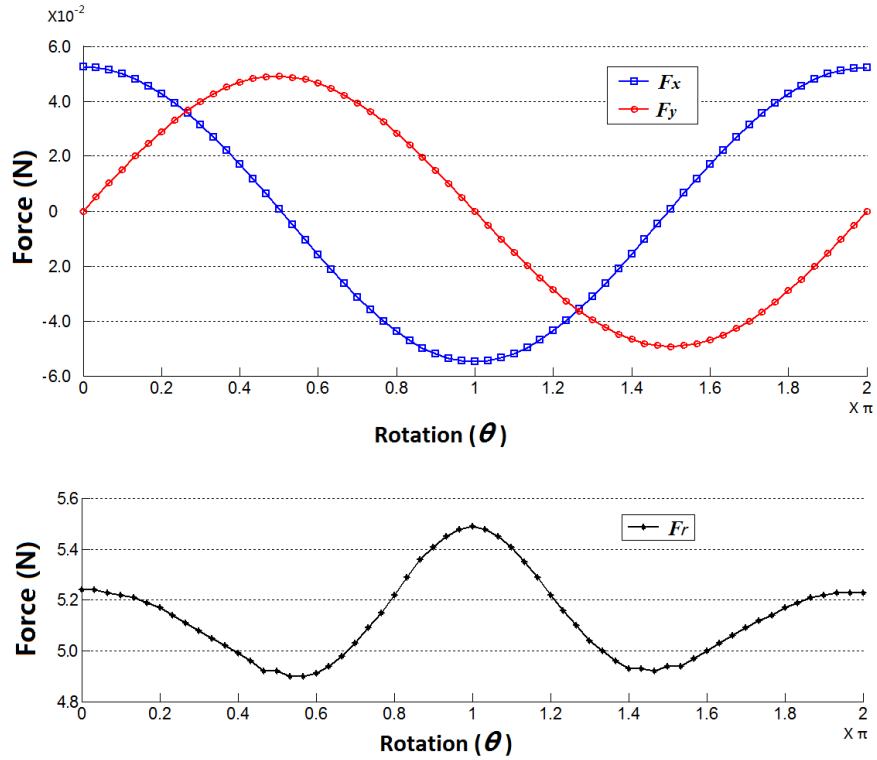 X10⁻²
6.0
4.0
2.0
0
2.0
-4.0
-6.0
Force (N)
Fx
Fy
0 0.2 0.4 0.6 0.8 1 1.2 1.4 1.6 1.8 2
X π
Rotation (θ)
5.6
5.4
5.2
5.0
4.8
Force (N)
Fr
0 0.2 0.4 0.6 0.8 1 1.2 1.4 1.6 1.8 2
X π
Rotation (θ)